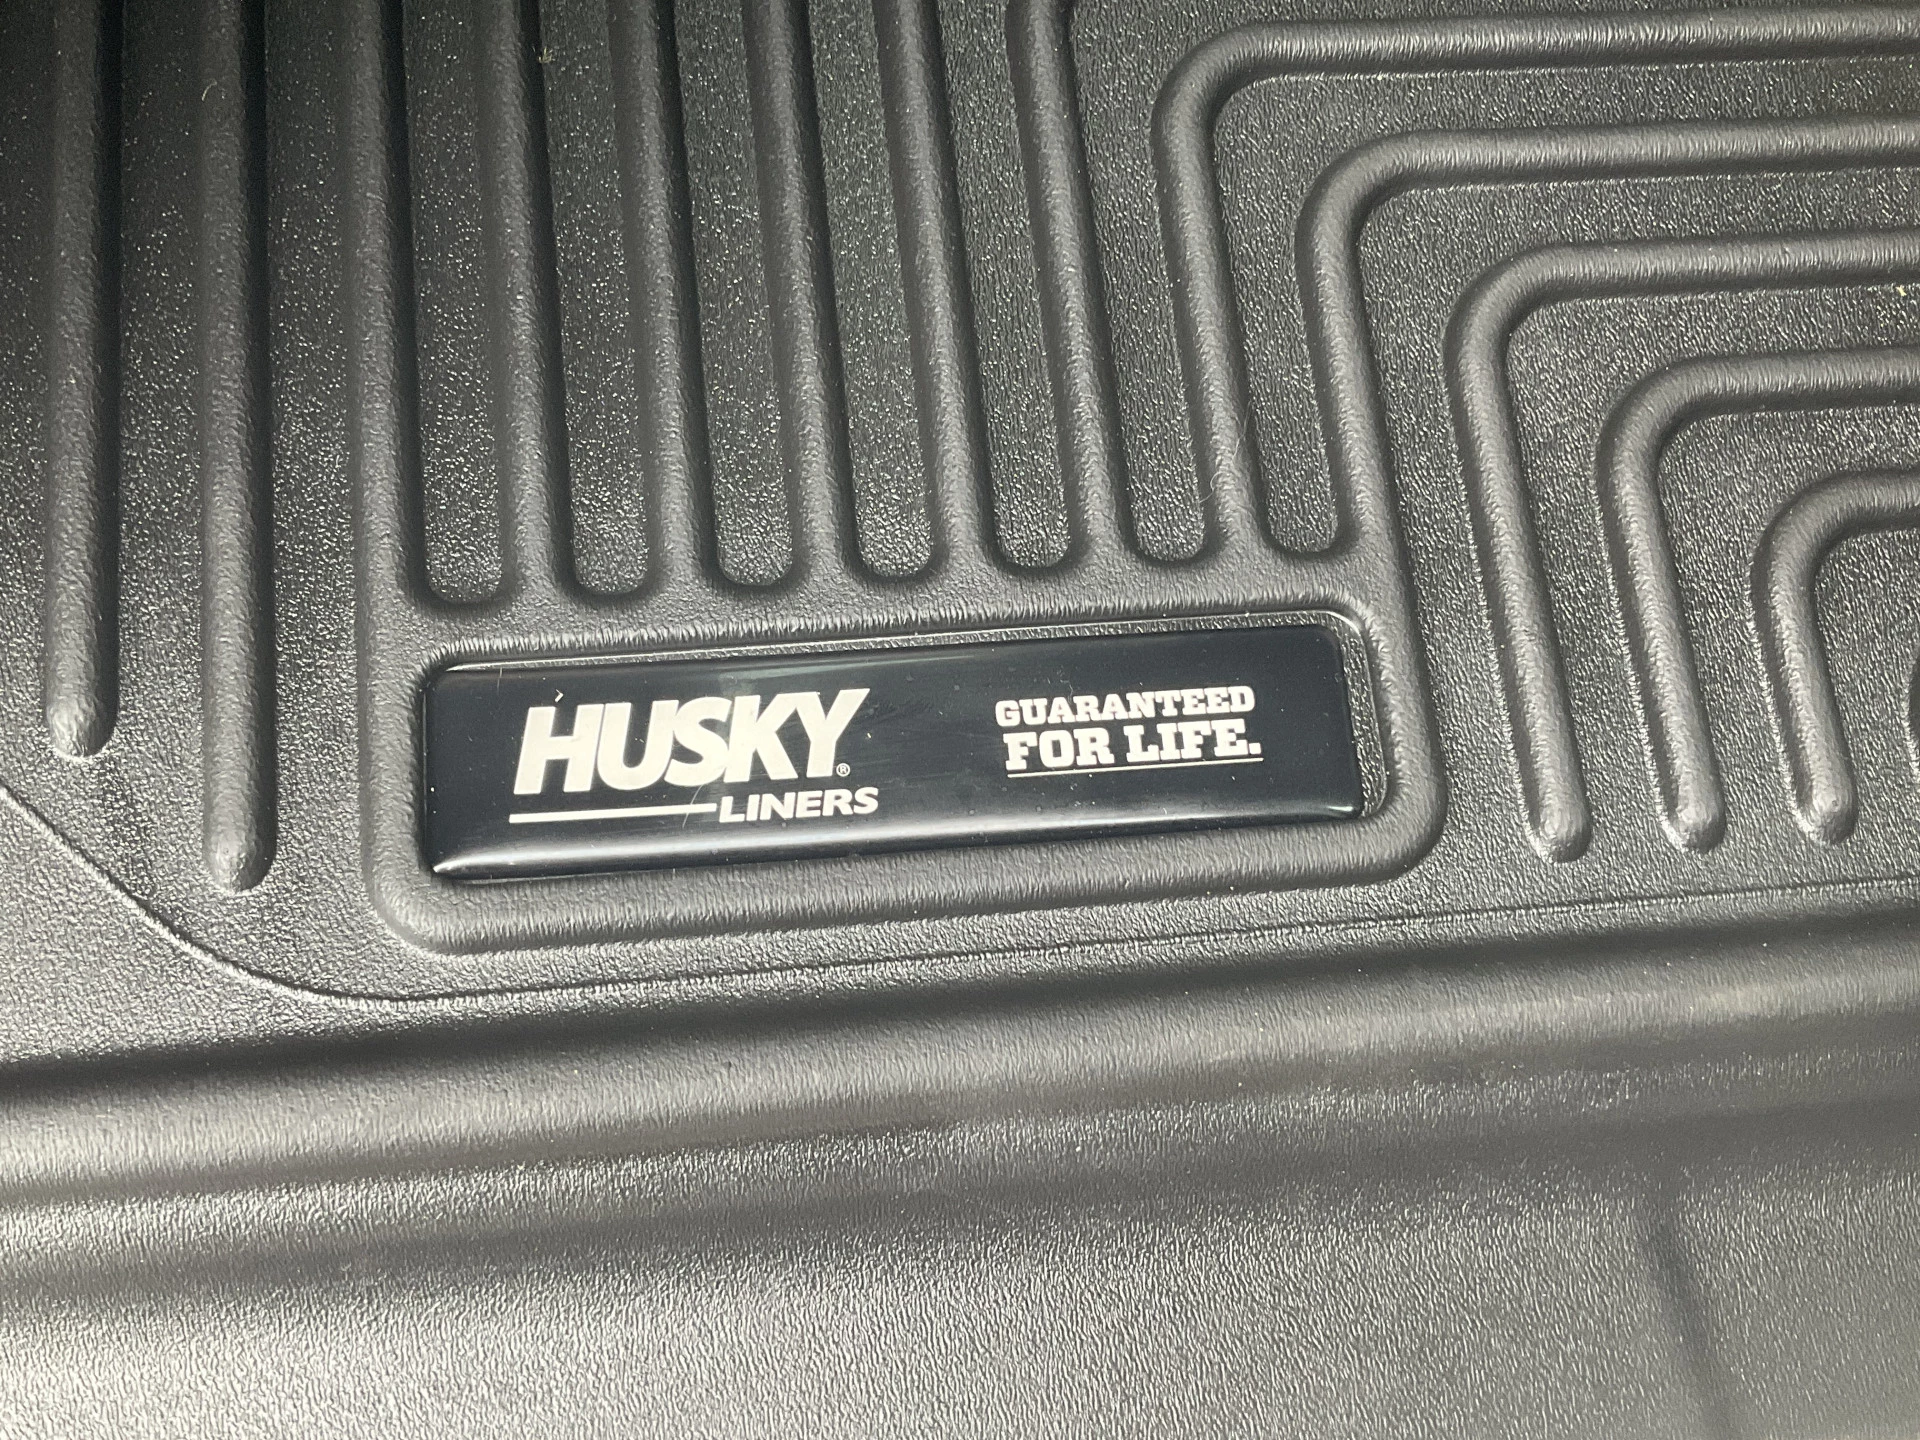 HUSKY®
LINERS
GUARANTEED
FOR LIFE.